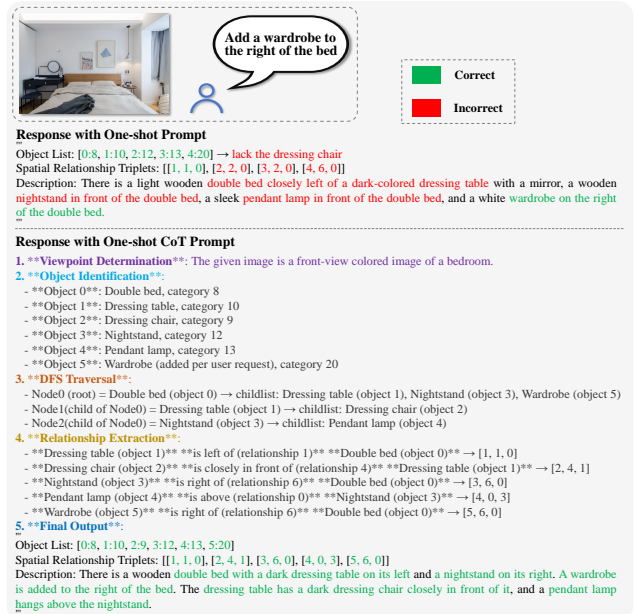 Add a wardrobe to
the right of the bed
Correct
Incorrect
Response with One-shot Prompt
'''
Object List: [0:8, 1:10, 2:12, 3:13, 4:20] → lack the dressing chair
Spatial Relationship Triplets: [[1, 1, 0], [2, 2, 0], [3, 2, 0], [4, 6, 0]]
Description: There is a light wooden double bed closely left of a dark-colored dressing table with a mirror, a wooden
nightstand in front of the double bed, a sleek pendant lamp in front of the double bed, and a white wardrobe on the right
of the double bed.
'''
Response with One-shot CoT Prompt
1. **Viewpoint Determination**: The given image is a front-view colored image of a bedroom.
2. **Object Identification**:
- **Object 0**: Double bed, category 8
- **Object 1**: Dressing table, category 10
- **Object 2**: Dressing chair, category 9
- **Object 3**: Nightstand, category 12
- **Object 4**: Pendant lamp, category 13
- **Object 5**: Wardrobe (added per user request), category 20
3. **DFS Traversal**:
- Node0 (root) = Double bed (object 0) → childlist: Dressing table (object 1), Nightstand (object 3), Wardrobe (object 5)
- Node1(child of Node0) = Dressing table (object 1) → childlist: Dressing chair (object 2)
- Node2(child of Node0) = Nightstand (object 3) → childlist: Pendant lamp (object 4)
4. **Relationship Extraction**:
- **Dressing table (object 1)** **is left of (relationship 1)** **Double bed (object 0)** → [1, 1, 0]
- **Dressing chair (object 2)** **is closely in front of (relationship 4)** **Dressing table (object 1)** → [2, 4, 1]
- **Nightstand (object 3)** **is right of (relationship 6)** **Double bed (object 0)** → [3, 6, 0]
- **Pendant lamp (object 4)** **is above (relationship 0)** **Nightstand (object 3)** → [4, 0, 3]
- **Wardrobe (object 5)** **is right of (relationship 6)** **Double bed (object 0)** → [5, 6, 0]
5. **Final Output**:
'''
Object List: [0:8, 1:10, 2:9, 3:12, 4:13, 5:20]
Spatial Relationship Triplets: [[1, 1, 0], [2, 4, 1], [3, 6, 0], [4, 0, 3], [5, 6, 0]]
Description: There is a wooden double bed with a dark dressing table on its left and a nightstand on its right. A wardrobe
is added to the right of the bed. The dressing table has a dark dressing chair closely in front of it, and a pendant lamp
hangs above the nightstand.
'''